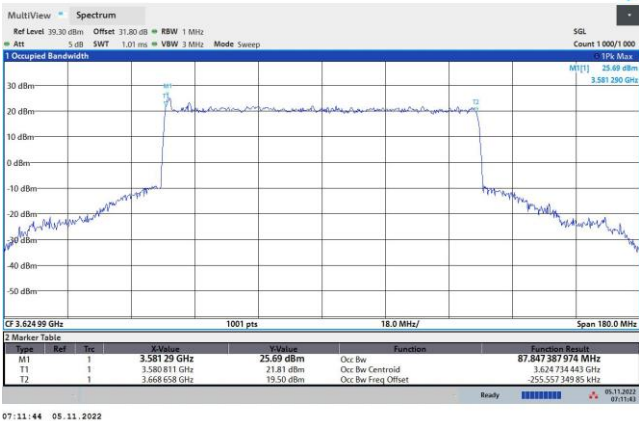 MultiView Spectrum
Ref Level 39.30 dBm Offset 31.80 dB RBW 1 MHz SGL
Att 5 dB SWT 1.01 ms VBW 3 MHz Mode Sweep Count 1 000/1 000
1 Occupied Bandwidth 1Pk Max
M1[1] 25.69 dBm
3.581 290 GHz
M1
T1
T2
30 dBm
20 dBm
10 dBm
0 dBm
-10 dBm
-20 dBm
-30 dBm
-40 dBm
-50 dBm
CF 3.624 99 GHz 1001 pts 18.0 MHz/ Span 180.0 MHz
2 Marker Table
Type Ref Trc X-Value Y-Value Function Function Result
M1 1 3.581 29 GHz 25.69 dBm Occ Bw 87.847 387 974 MHz
T1 1 3.580 811 GHz 21.81 dBm Occ Bw Centroid 3.624 734 443 GHz
T2 1 3.668 658 GHz 19.50 dBm Occ Bw Freq Offset -255.557 349 85 kHz
Ready 05.11.2022
07:11:43
07:11:44 05.11.2022